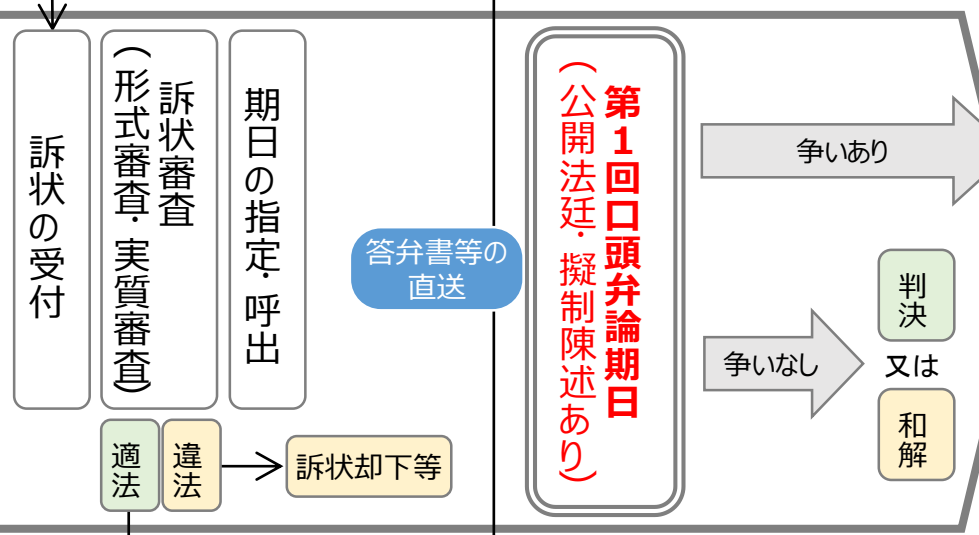 訴状の受付
訴状審査
(形式審査・実質審査)
期日の指定・呼出
適法
違法
訴状却下等
答弁書等の
直送
第1回口頭弁論期日
(公開法廷・擬制陳述あり)
争いあり
争いなし
判決
又は
和解